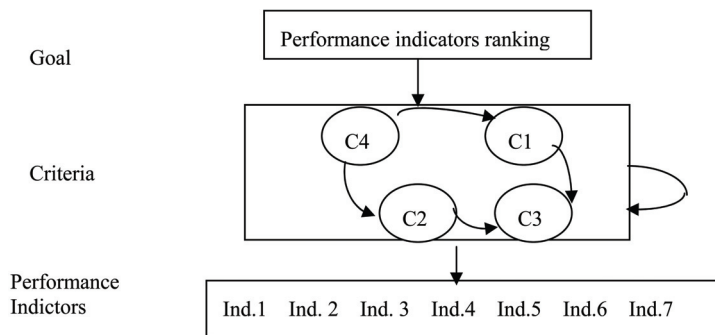 Performance indicators ranking
Goal
C4 C1
Criteria
C2 C3
Performance
Indictors
Ind.1 Ind. 2 Ind. 3 Ind.4 Ind.5 Ind.6 Ind.7